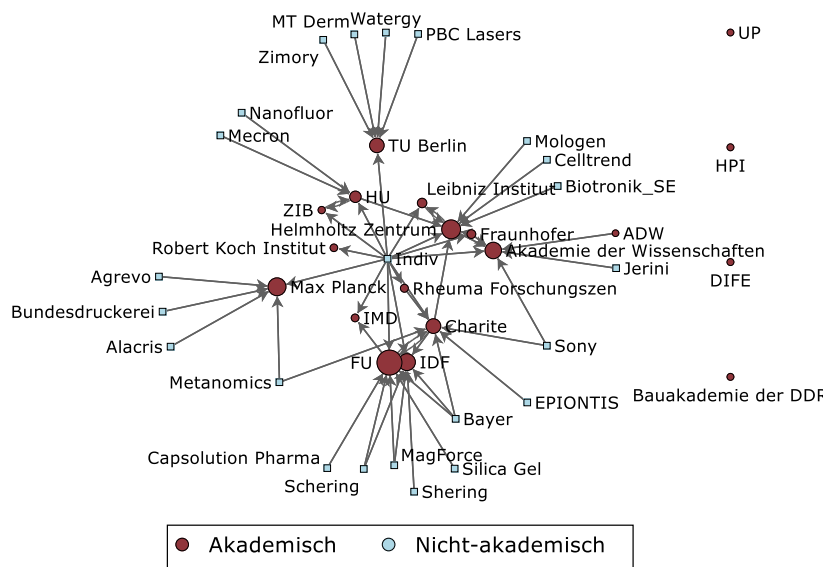 MT Derm
Watergy
PBC Lasers
UP
Zimory
Nanofluor
Mecron
TU Berlin
Mologen
Celltrend
HPI
Leibniz Institut
Biotronik_SE
HU
ZIB
Helmholtz Zentrum
Fraunhofer
ADW
Robert Koch Institut
Indiv
Akademie der Wissenschaften
Jerini
DIFE
Agrevo
Max Planck
Rheuma Forschungszen
Bundesdruckerei
IMD
Charite
Alacris
Sony
FU
IDF
Metanomics
Bauakademie der DDR
EPIONTIS
Bayer
Capsolution Pharma
MagForce
Silica Gel
Schering
Shering
Akademisch
Nicht-akademisch